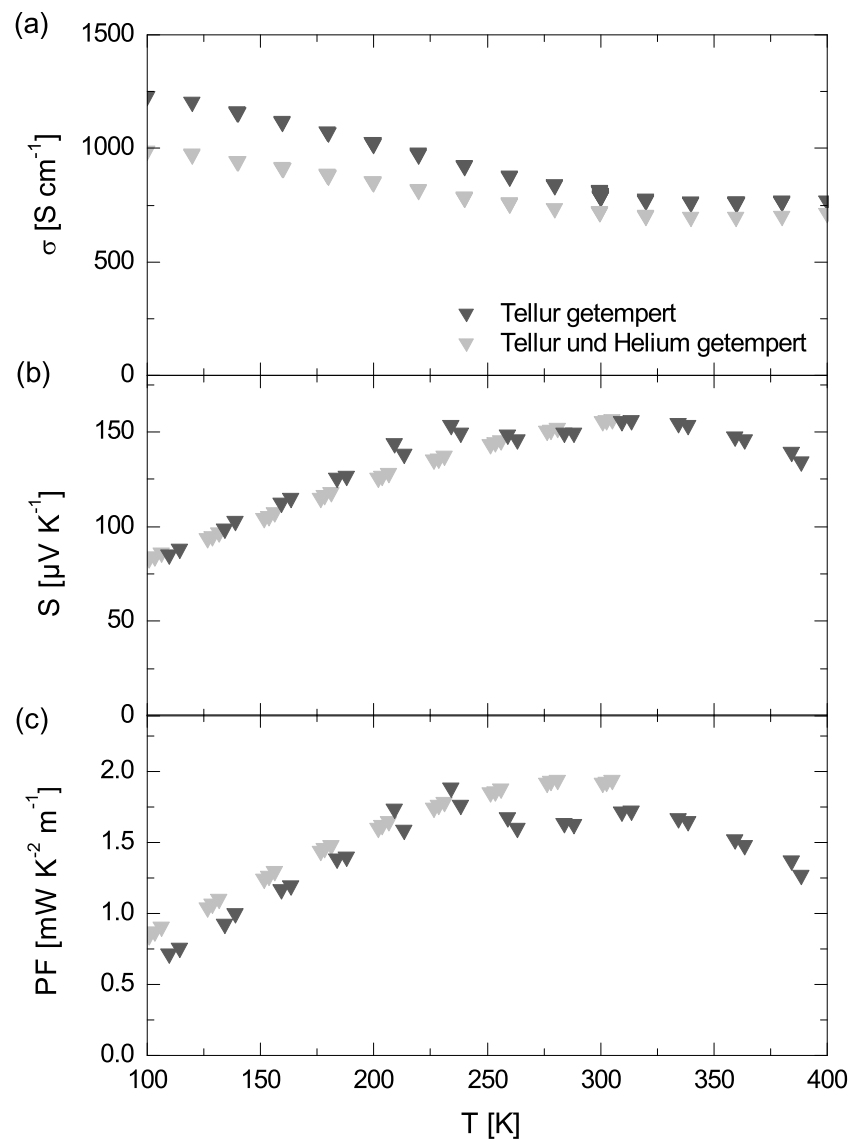 (a)
1500
1000
500
0
σ [S cm⁻¹]
Tellur getempert
Tellur und Helium getempert
(b)
150
100
50
0
S [µV K⁻¹]
(c)
2.0
1.5
1.0
0.5
0.0
PF [mW K⁻² m⁻¹]
100 150 200 250 300 350 400
T [K]